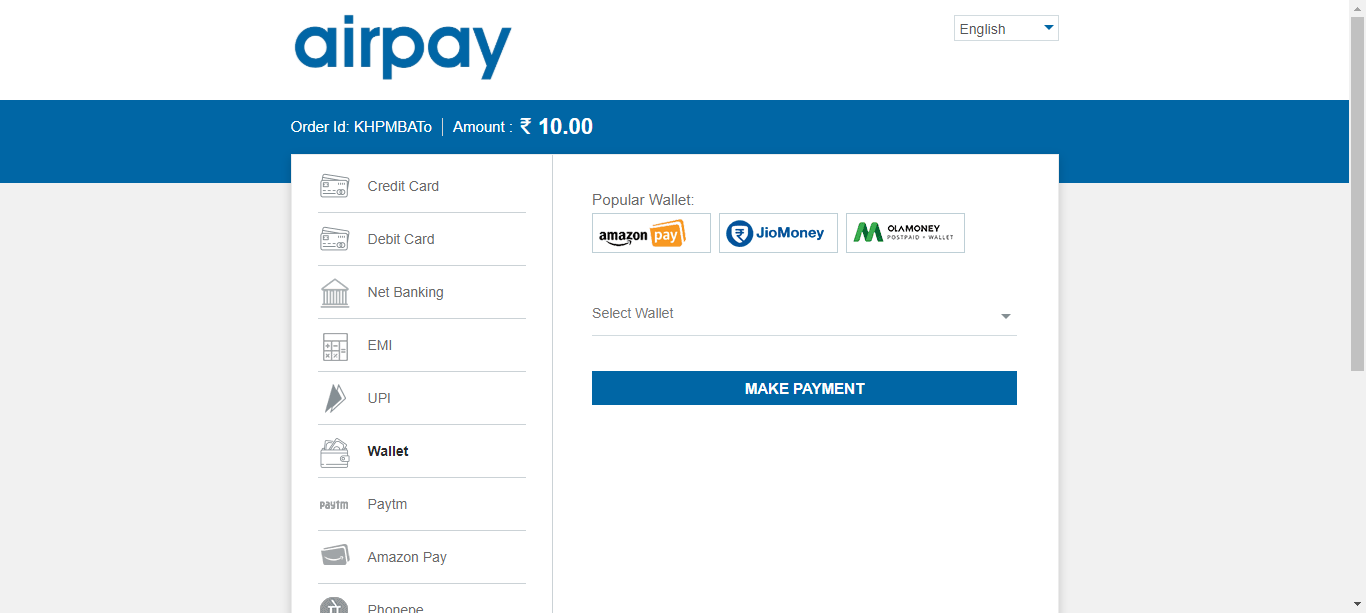 airpay
English
Order Id: KHPMBATo | Amount : ₹ 10.00
Credit Card
Debit Card
Net Banking
EMI
UPI
Wallet
paytm Paytm
Amazon Pay
Phonepe
Popular Wallet:
amazon pay
JioMoney
OLAMONEY
POSTPAID + WALLET
Select Wallet
MAKE PAYMENT